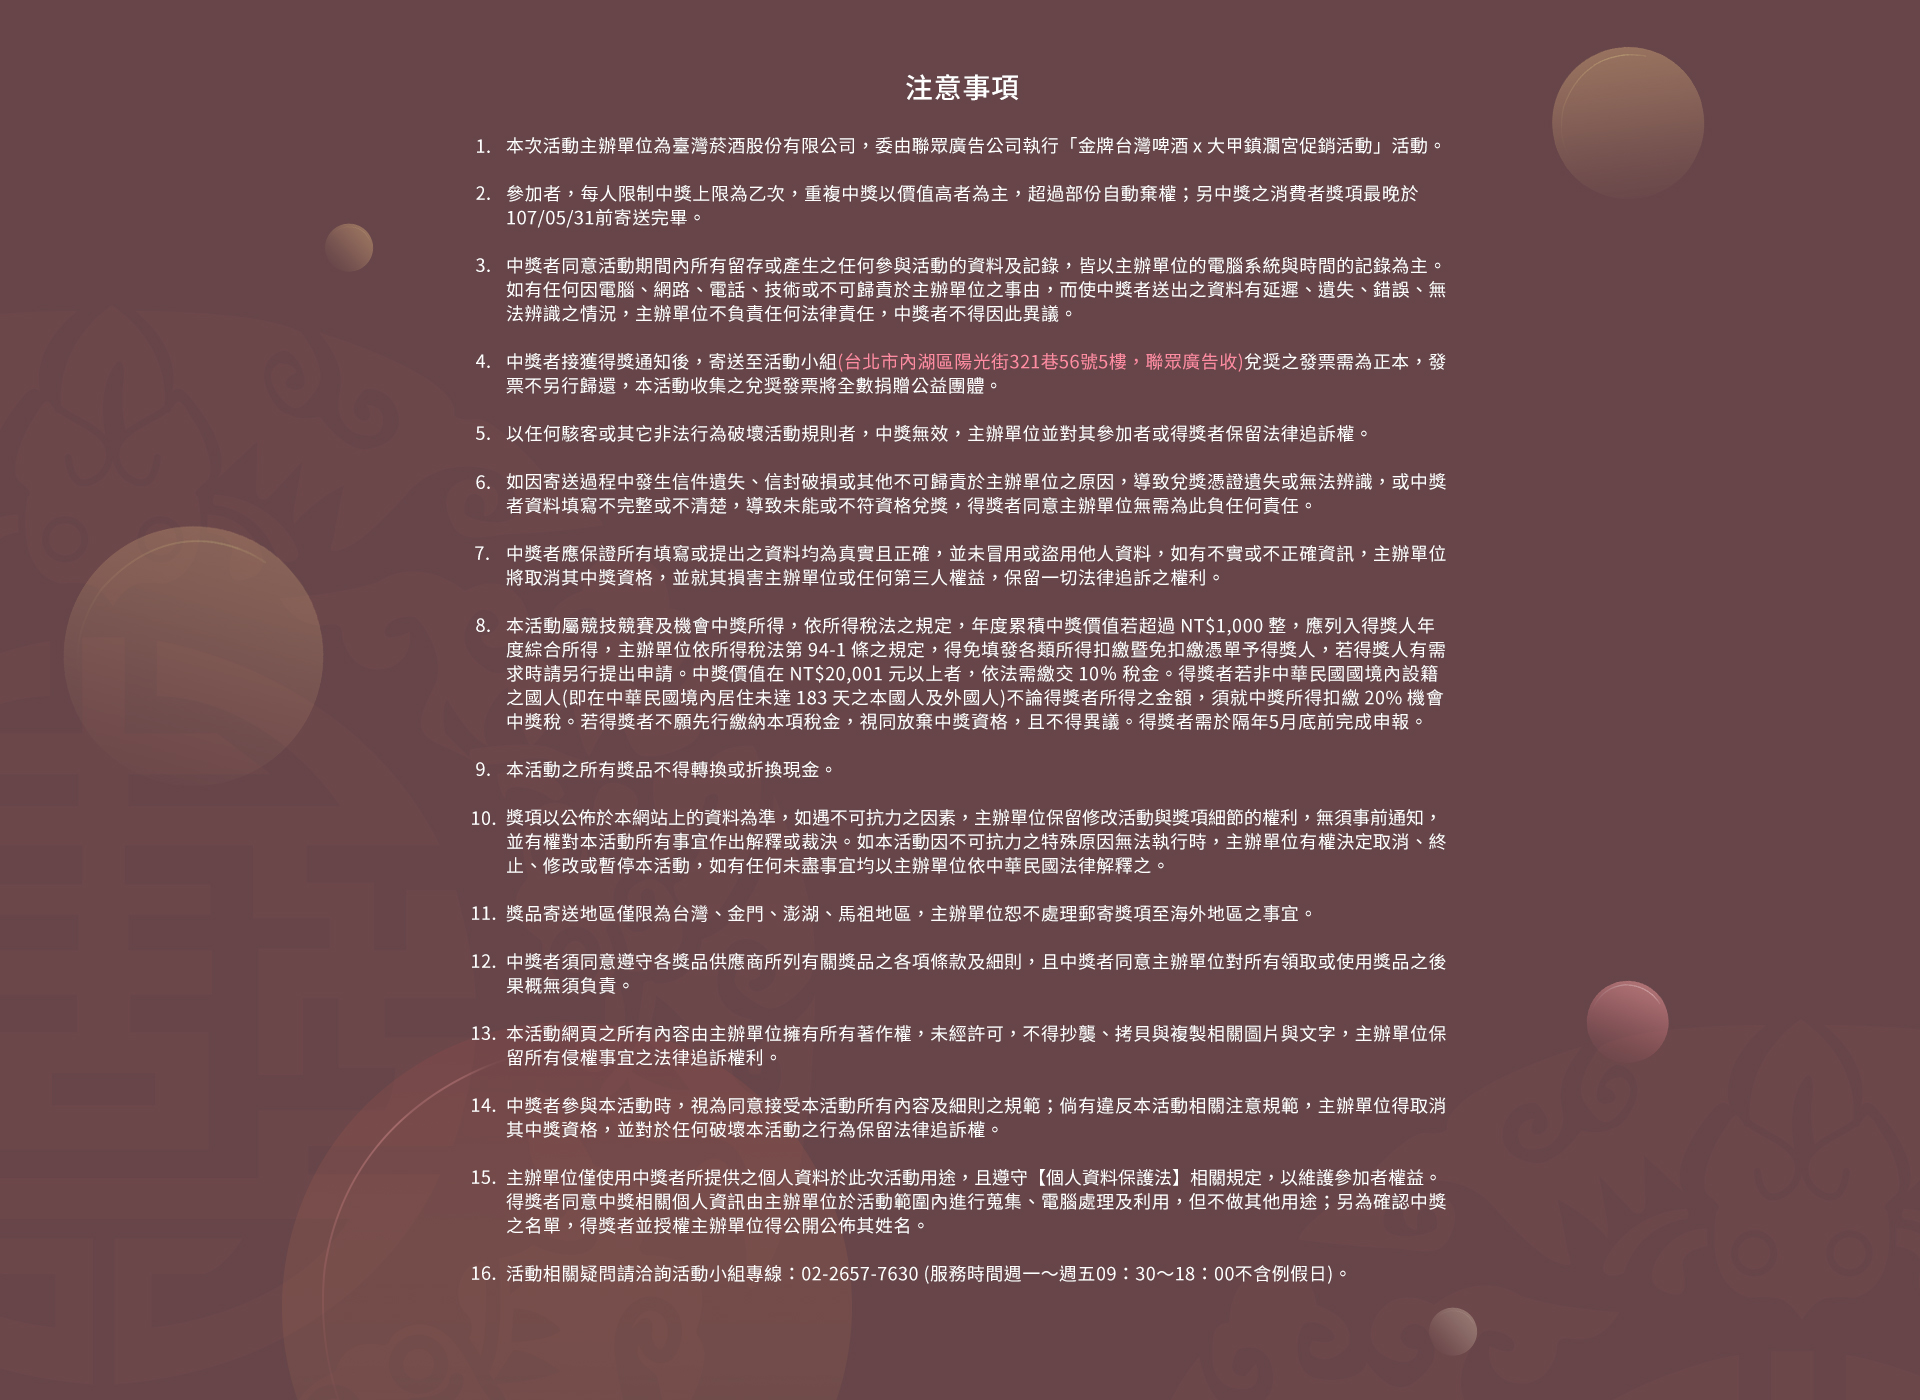 注意事項
1. 本次活動主辦單位為臺灣菸酒股份有限公司，委由聯眾廣告公司執行「金牌台灣啤酒 x 大甲鎮瀾宮促銷活動」活動。
2. 參加者，每人限制中獎上限為乙次，重複中獎以價值高者為主，超過部份自動棄權；另中獎之消費者獎項最晚於
107/05/31前寄送完畢。
3. 中獎者同意活動期間內所有留存或產生之任何參與活動的資料及記錄，皆以主辦單位的電腦系統與時間的記錄為主。
如有任何因電腦、網路、電話、技術或不可歸責於主辦單位之事由，而使中獎者送出之資料有延遲、遺失、錯誤、無
法辨識之情況，主辦單位不負責任何法律責任，中獎者不得因此異議。
4. 中獎者接獲得獎通知後，寄送至活動小組(台北市內湖區陽光街321巷56號5樓，聯眾廣告收)兌奬之發票需為正本，發
票不另行歸還，本活動收集之兌奬發票將全數捐贈公益團體。
5. 以任何駭客或其它非法行為破壞活動規則者，中獎無效，主辦單位並對其參加者或得獎者保留法律追訴權。
6. 如因寄送過程中發生信件遺失、信封破損或其他不可歸責於主辦單位之原因，導致兌獎憑證遺失或無法辨識，或中獎
者資料填寫不完整或不清楚，導致未能或不符資格兌獎，得獎者同意主辦單位無需為此負任何責任。
7. 中獎者應保證所有填寫或提出之資料均為真實且正確，並未冒用或盜用他人資料，如有不實或不正確資訊，主辦單位
將取消其中獎資格，並就其損害主辦單位或任何第三人權益，保留一切法律追訴之權利。
8. 本活動屬競技競賽及機會中獎所得，依所得稅法之規定，年度累積中獎價值若超過 NT$1,000 整，應列入得獎人年
度綜合所得，主辦單位依所得稅法第 94-1 條之規定，得免填發各類所得扣繳暨免扣繳憑單予得獎人，若得獎人有需
求時請另行提出申請。中獎價值在 NT$20,001 元以上者，依法需繳交 10% 稅金。得獎者若非中華民國國境內設籍
之國人(即在中華民國境內居住未達 183 天之本國人及外國人)不論得獎者所得之金額，須就中獎所得扣繳 20% 機會
中獎稅。若得獎者不願先行繳納本項稅金，視同放棄中獎資格，且不得異議。得獎者需於隔年5月底前完成申報。
9. 本活動之所有獎品不得轉換或折換現金。
10. 獎項以公佈於本網站上的資料為準，如遇不可抗力之因素，主辦單位保留修改活動與獎項細節的權利，無須事前通知，
並有權對本活動所有事宜作出解釋或裁決。如本活動因不可抗力之特殊原因無法執行時，主辦單位有權決定取消、終
止、修改或暫停本活動，如有任何未盡事宜均以主辦單位依中華民國法律解釋之。
11. 獎品寄送地區僅限為台灣、金門、澎湖、馬祖地區，主辦單位恕不處理郵寄獎項至海外地區之事宜。
12. 中獎者須同意遵守各獎品供應商所列有關獎品之各項條款及細則，且中獎者同意主辦單位對所有領取或使用獎品之後
果概無須負責。
13. 本活動網頁之所有內容由主辦單位擁有所有著作權，未經許可，不得抄襲、拷貝與複製相關圖片與文字，主辦單位保
留所有侵權事宜之法律追訴權利。
14. 中獎者參與本活動時，視為同意接受本活動所有內容及細則之規範；倘有違反本活動相關注意規範，主辦單位得取消
其中獎資格，並對於任何破壞本活動之行為保留法律追訴權。
15. 主辦單位僅使用中獎者所提供之個人資料於此次活動用途，且遵守【個人資料保護法】相關規定，以維護參加者權益。
得獎者同意中獎相關個人資訊由主辦單位於活動範圍內進行蒐集、電腦處理及利用，但不做其他用途；另為確認中獎
之名單，得獎者並授權主辦單位得公開公佈其姓名。
16. 活動相關疑問請洽詢活動小組專線：02-2657-7630 (服務時間週一～週五09：30～18：00不含例假日)。